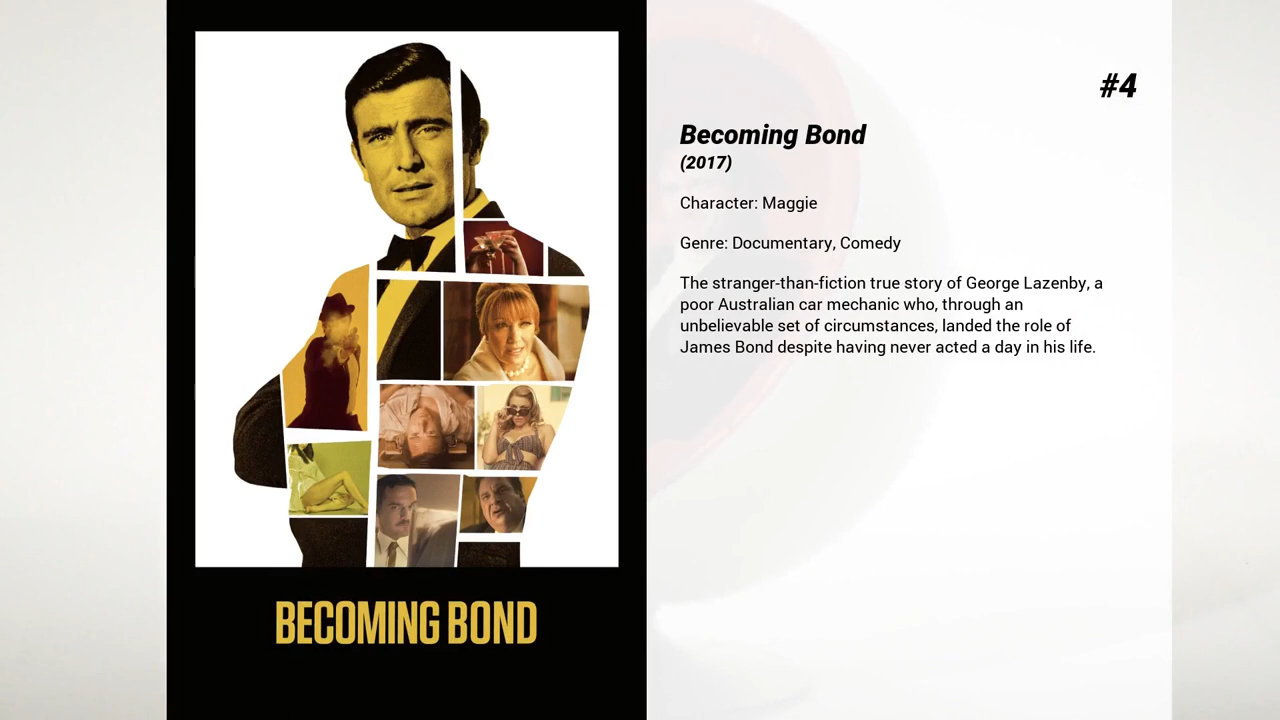 #4
Becoming Bond
(2017)
Character: Maggie
Genre: Documentary, Comedy
The stranger-than-fiction true story of George Lazenby, a
poor Australian car mechanic who, through an
unbelievable set of circumstances, landed the role of
James Bond despite having never acted a day in his life.
BECOMING BOND